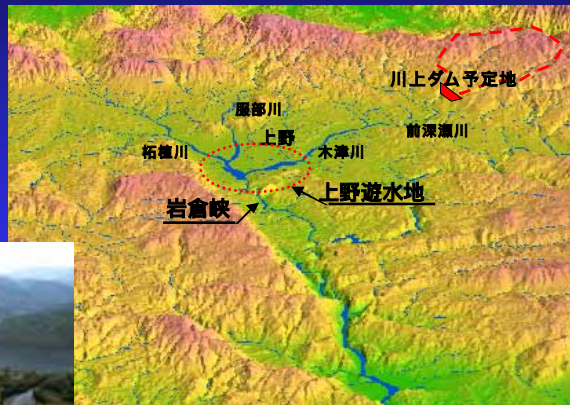 川上ダム予定地
服部川
上野
前深瀬川
柘植川
木津川
上野遊水地
岩倉峡